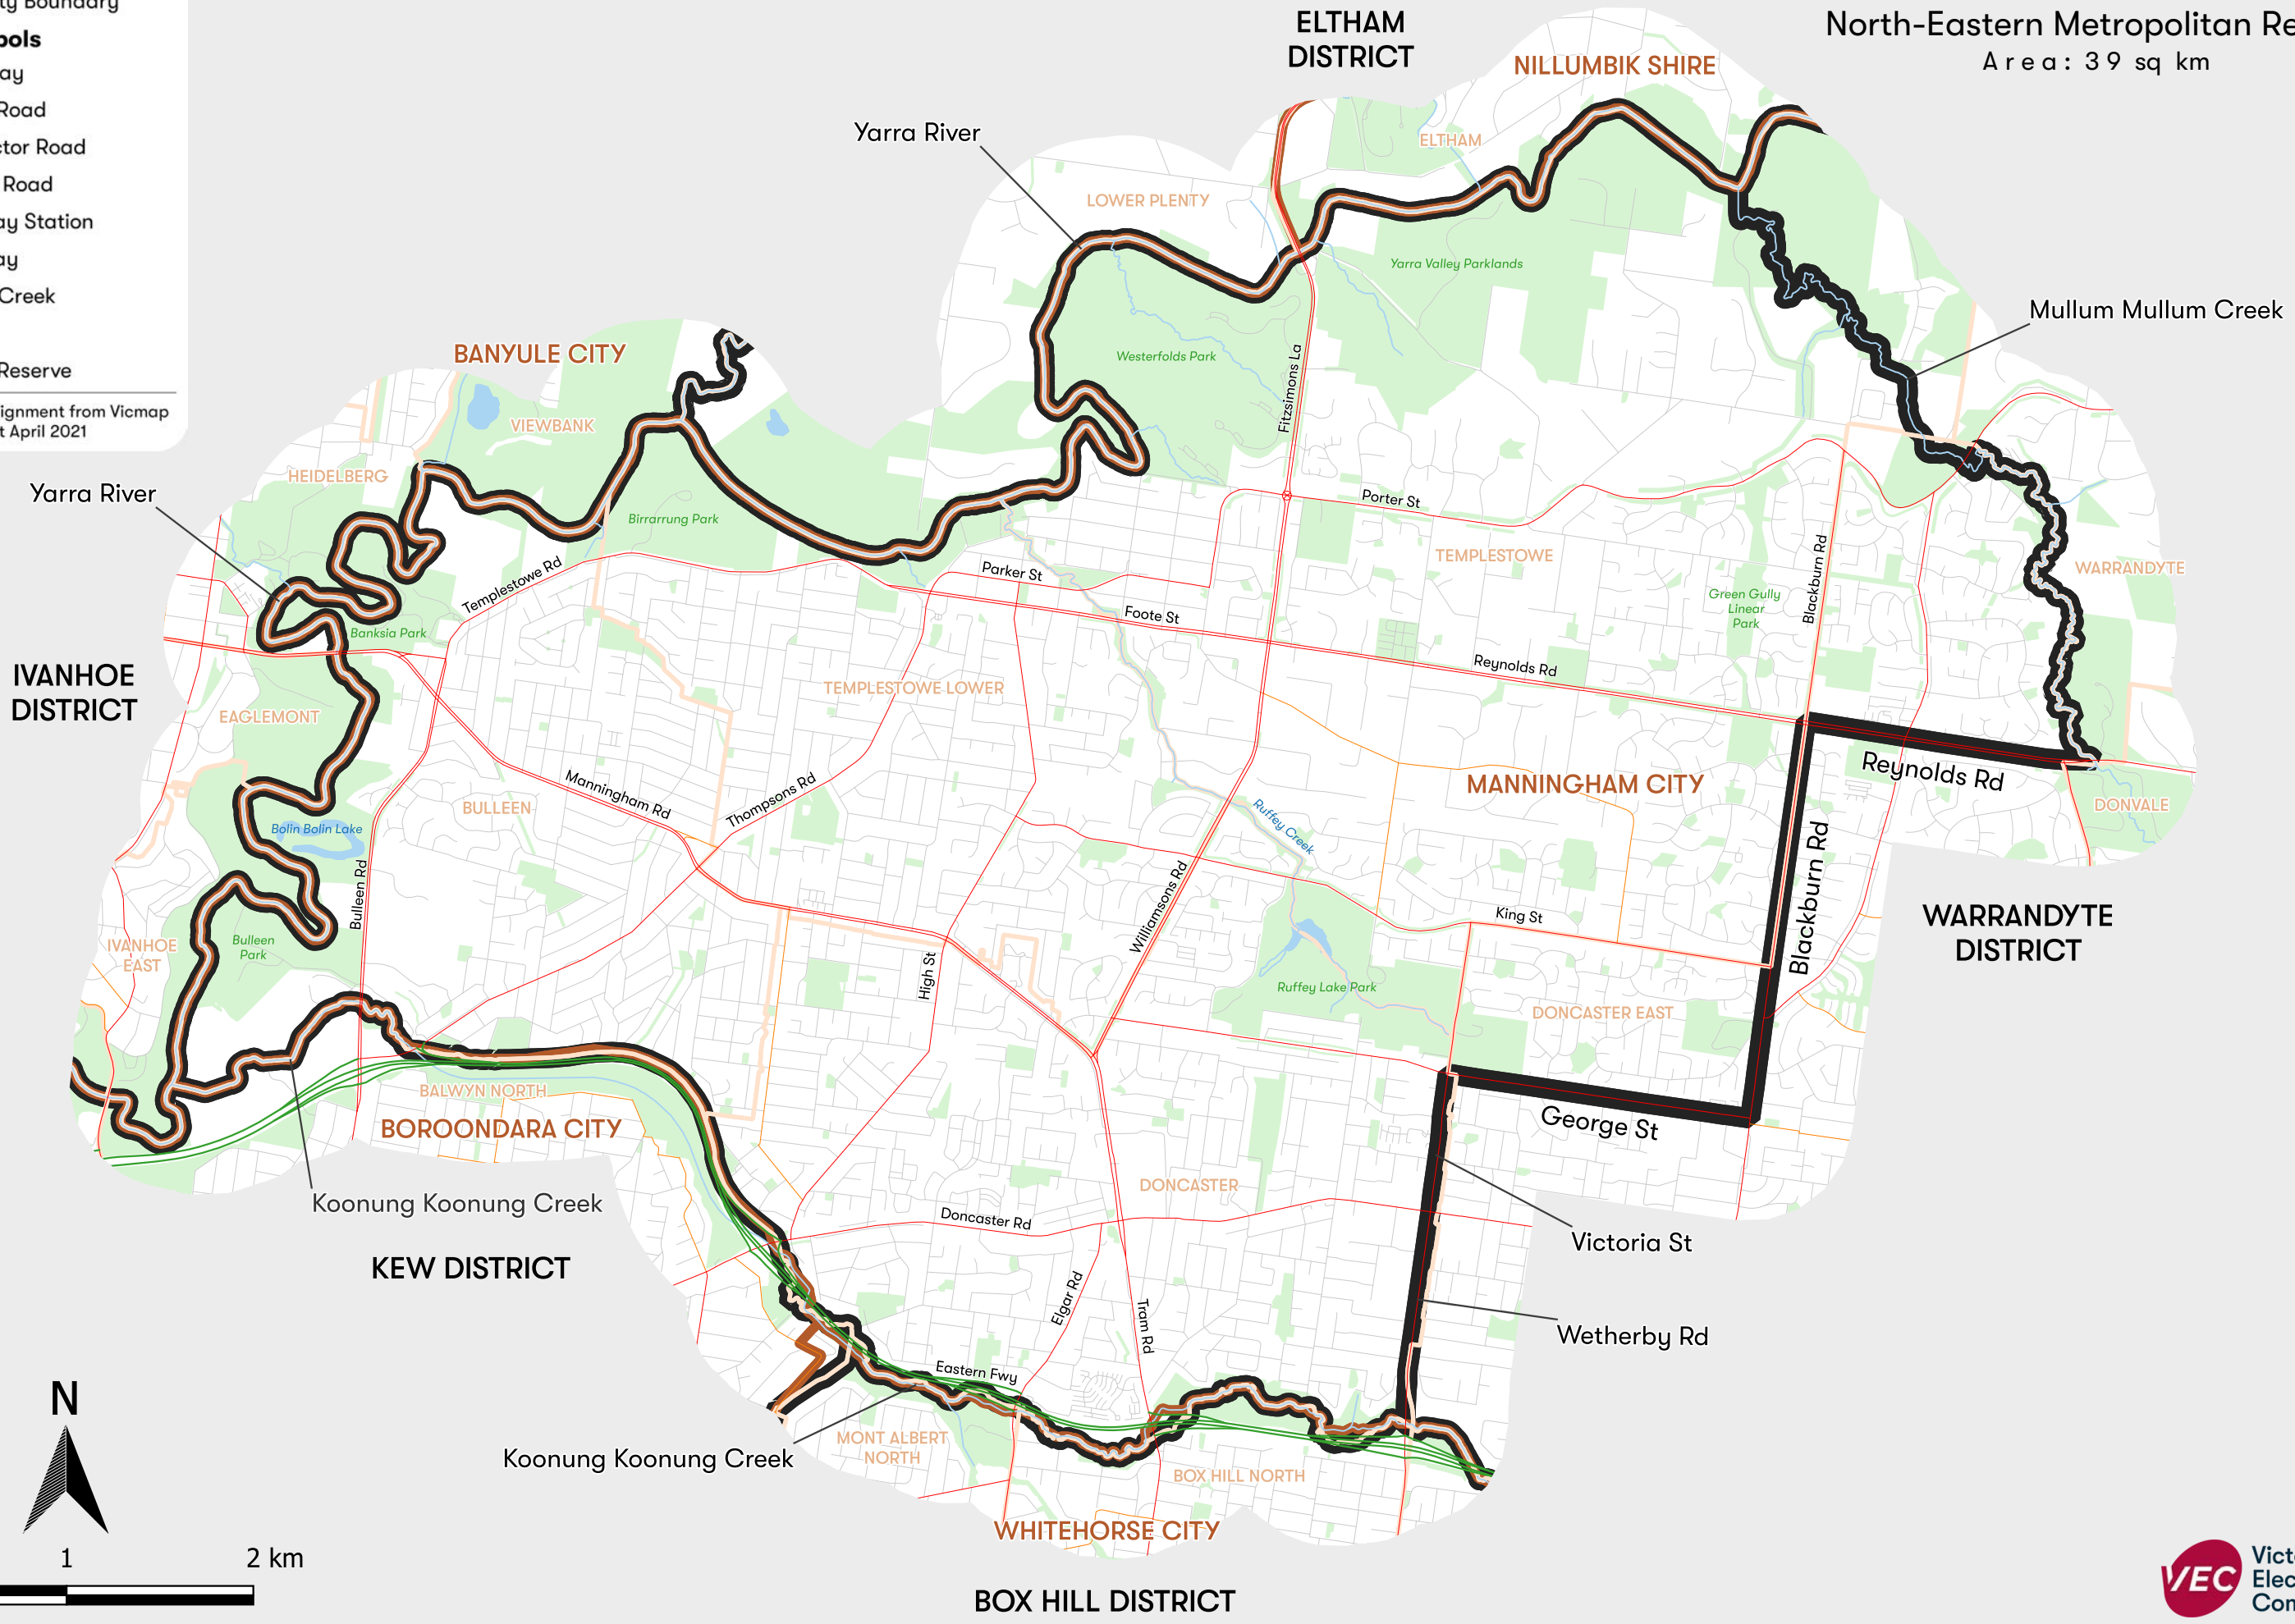 ty Boundary
bols
ay
Road
ctor Road
Road
ay Station
ay
Creek
Reserve
ignment from Vicmap
t April 2021
ELTHAM
DISTRICT
NILLUMBIK SHIRE
North-Eastern Metropolitan Re
Area: 39 sq km
Yarra River
ELTHAM
LOWER PLENTY
Yarra Valley Parklands
Mullum Mullum Creek
Westerfolds Park
BANYULE CITY
VIEWBANK
Fitzsimons La
HEIDELBERG
Yarra River
Birrarung Park
Porter St
TEMPLESTOWE
Blackburn Rd
WARRANDYTE
Templestowe Rd
Parker St
Green Gully
Linear
Park
Foote St
Banksia Park
IVANHOE
DISTRICT
Reynolds Rd
TEMPLESTOWE LOWER
EAGLEMONT
Reynolds Rd
MANNINGHAM CITY
Manningham Rd
Thompsons Rd
BULLEEN
DONVALE
Bolin Bolin Lake
Ruffey Creek
Blackburn Rd
Bulleen Rd
Williamsons Rd
King St
WARRANDYTE
DISTRICT
IVANHOE
EAST
Bulleen
Park
High St
Ruffey Lake Park
DONCASTER EAST
BALWYN NORTH
BOROONDARA CITY
George St
DONCASTER
Koonung Koonung Creek
Doncaster Rd
Victoria St
KEW DISTRICT
Elgar Rd
Tram Rd
Wetherby Rd
Eastern Fwy
N
MONT ALBERT
NORTH
Koonung Koonung Creek
BOX HILL NORTH
WHITEHORSE CITY
1
2 km
BOX HILL DISTRICT
VEC
Vict
Elec
Com